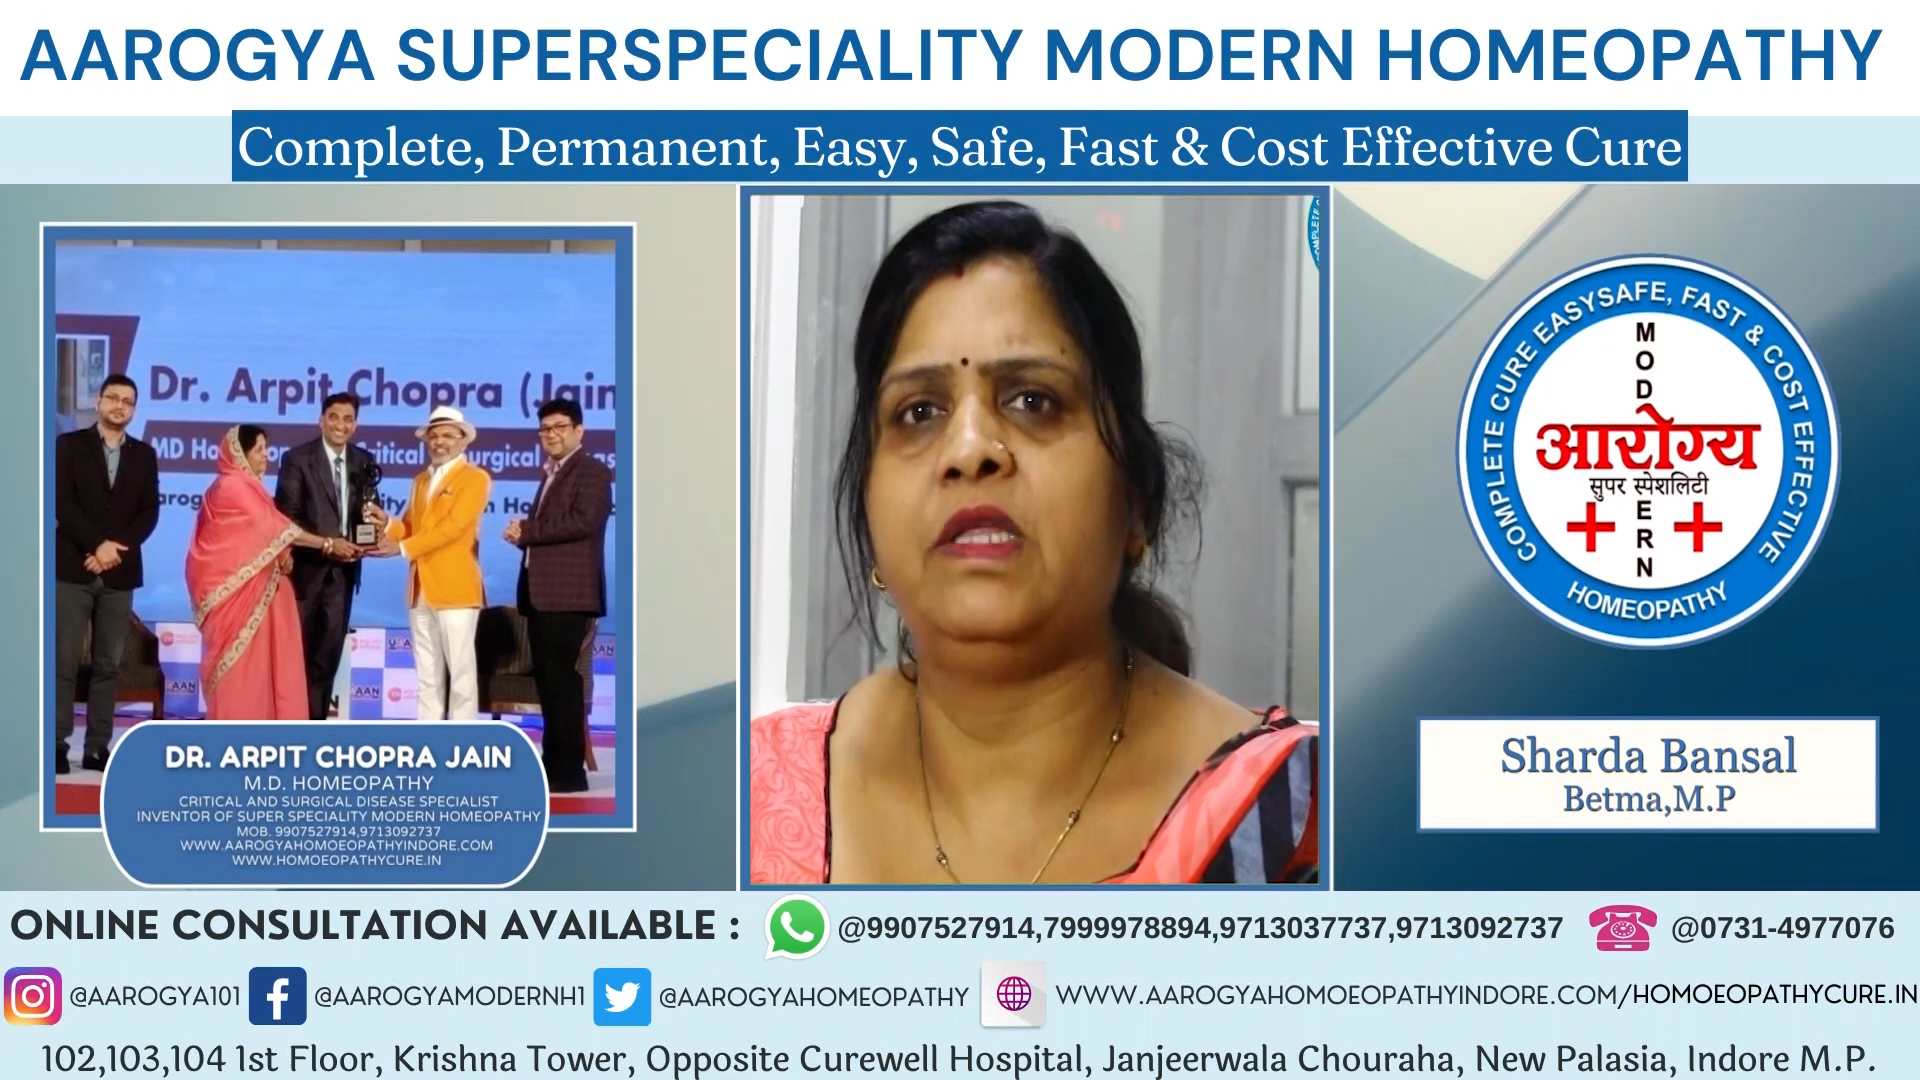 AAROGYA SUPERSPECIALITY MODERN HOMEOPATHY
Complete, Permanent, Easy, Safe, Fast & Cost Effective Cure
Dr. Arpit Chopra (Jain
MD
DR. ARPIT CHOPRA JAIN
M.D. HOMEOPATHY
CRITICAL AND SURGICAL DISEASE SPECIALIST
INVENTOR OF SUPER SPECIALITY MODERN HOMEOPATHY
MOB. 9907527914,9713092737
WWW.AAROGYAHOMOEOPATHYINDORE.COM
WWW.HOMOEOPATHYCURE.IN
COMPLETE CURE EASYSAFE, FAST & COST EFFECTIVE
MODERN
आरोग्य
सुपर स्पेशलिटी
HOMEOPATHY
Sharda Bansal
Betma,M.P
ONLINE CONSULTATION AVAILABLE : @9907527914,7999978894,9713037737,9713092737 @0731-4977076
@AAROGYA101 @AAROGYAMODERNH1 @AAROGYAHOMEOPATHY WWW.AAROGYAHOMOEOPATHYINDORE.COM/HOMOEOPATHYCURE.IN
102,103,104 1st Floor, Krishna Tower, Opposite Curewell Hospital, Janjeerwala Chouraha, New Palasia, Indore M.P.